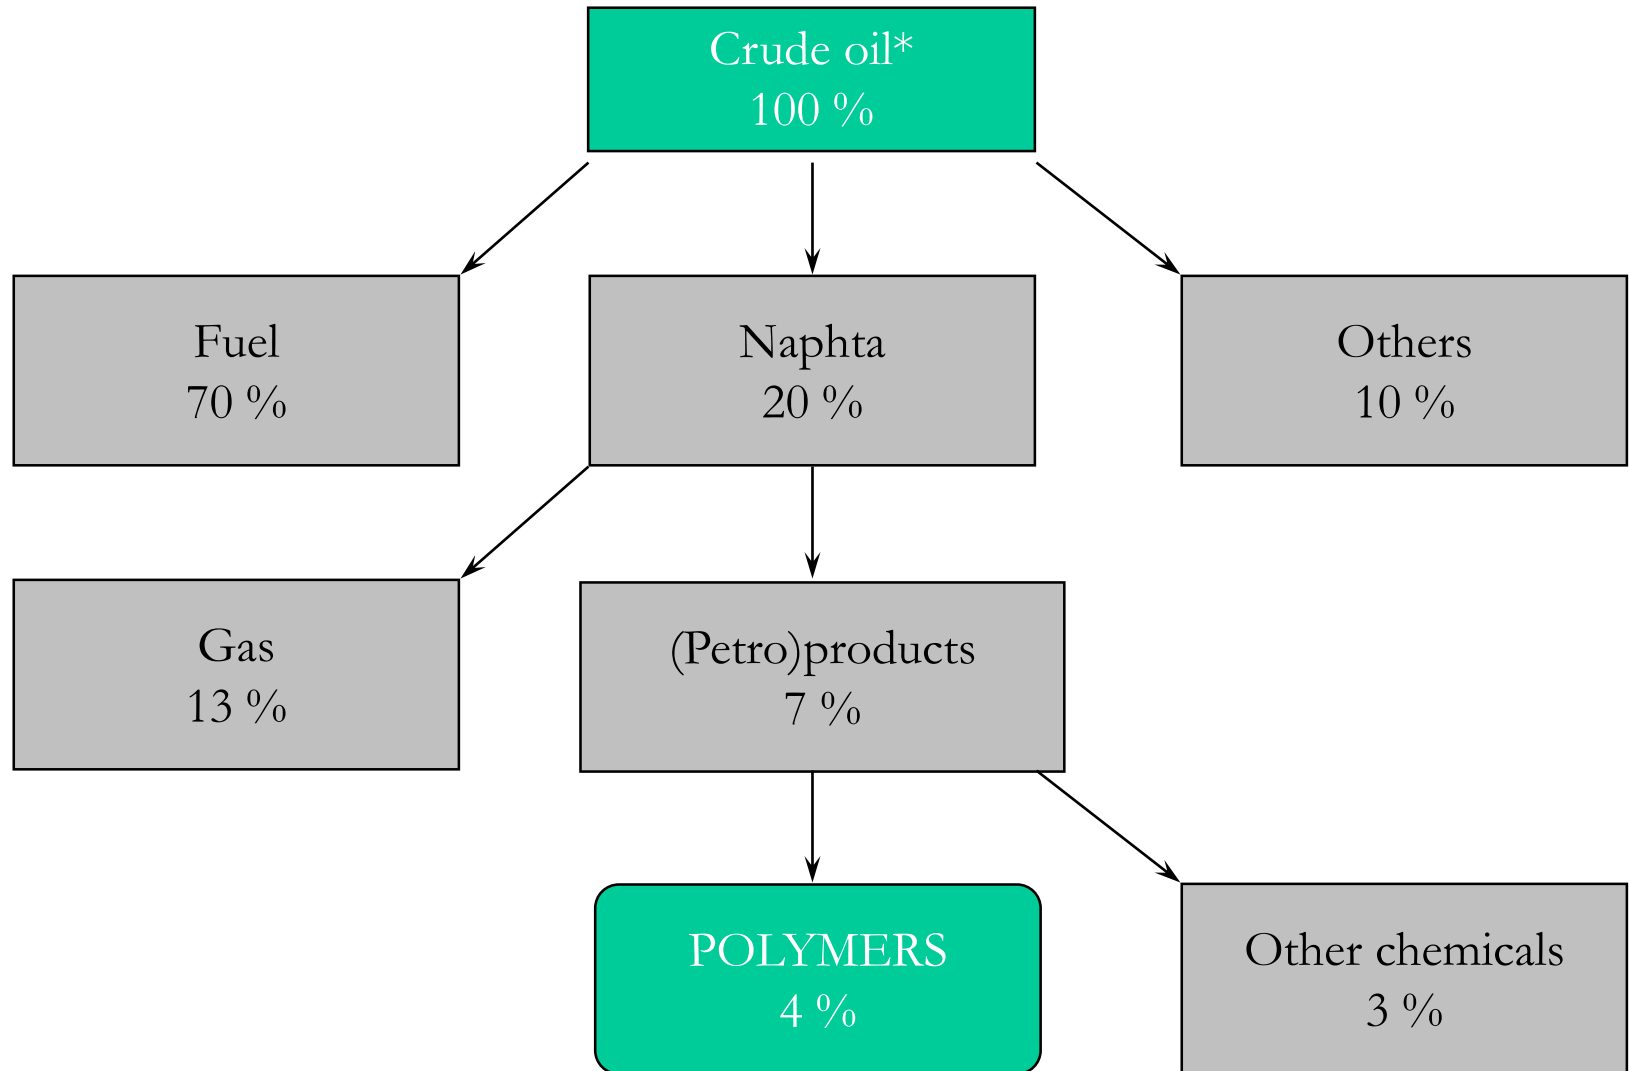 Crude oil*
100 %
Fuel
70 %
Naphta
20 %
Others
10 %
Gas
13 %
(Petro)products
7 %
POLYMERS
4 %
Other chemicals
3 %